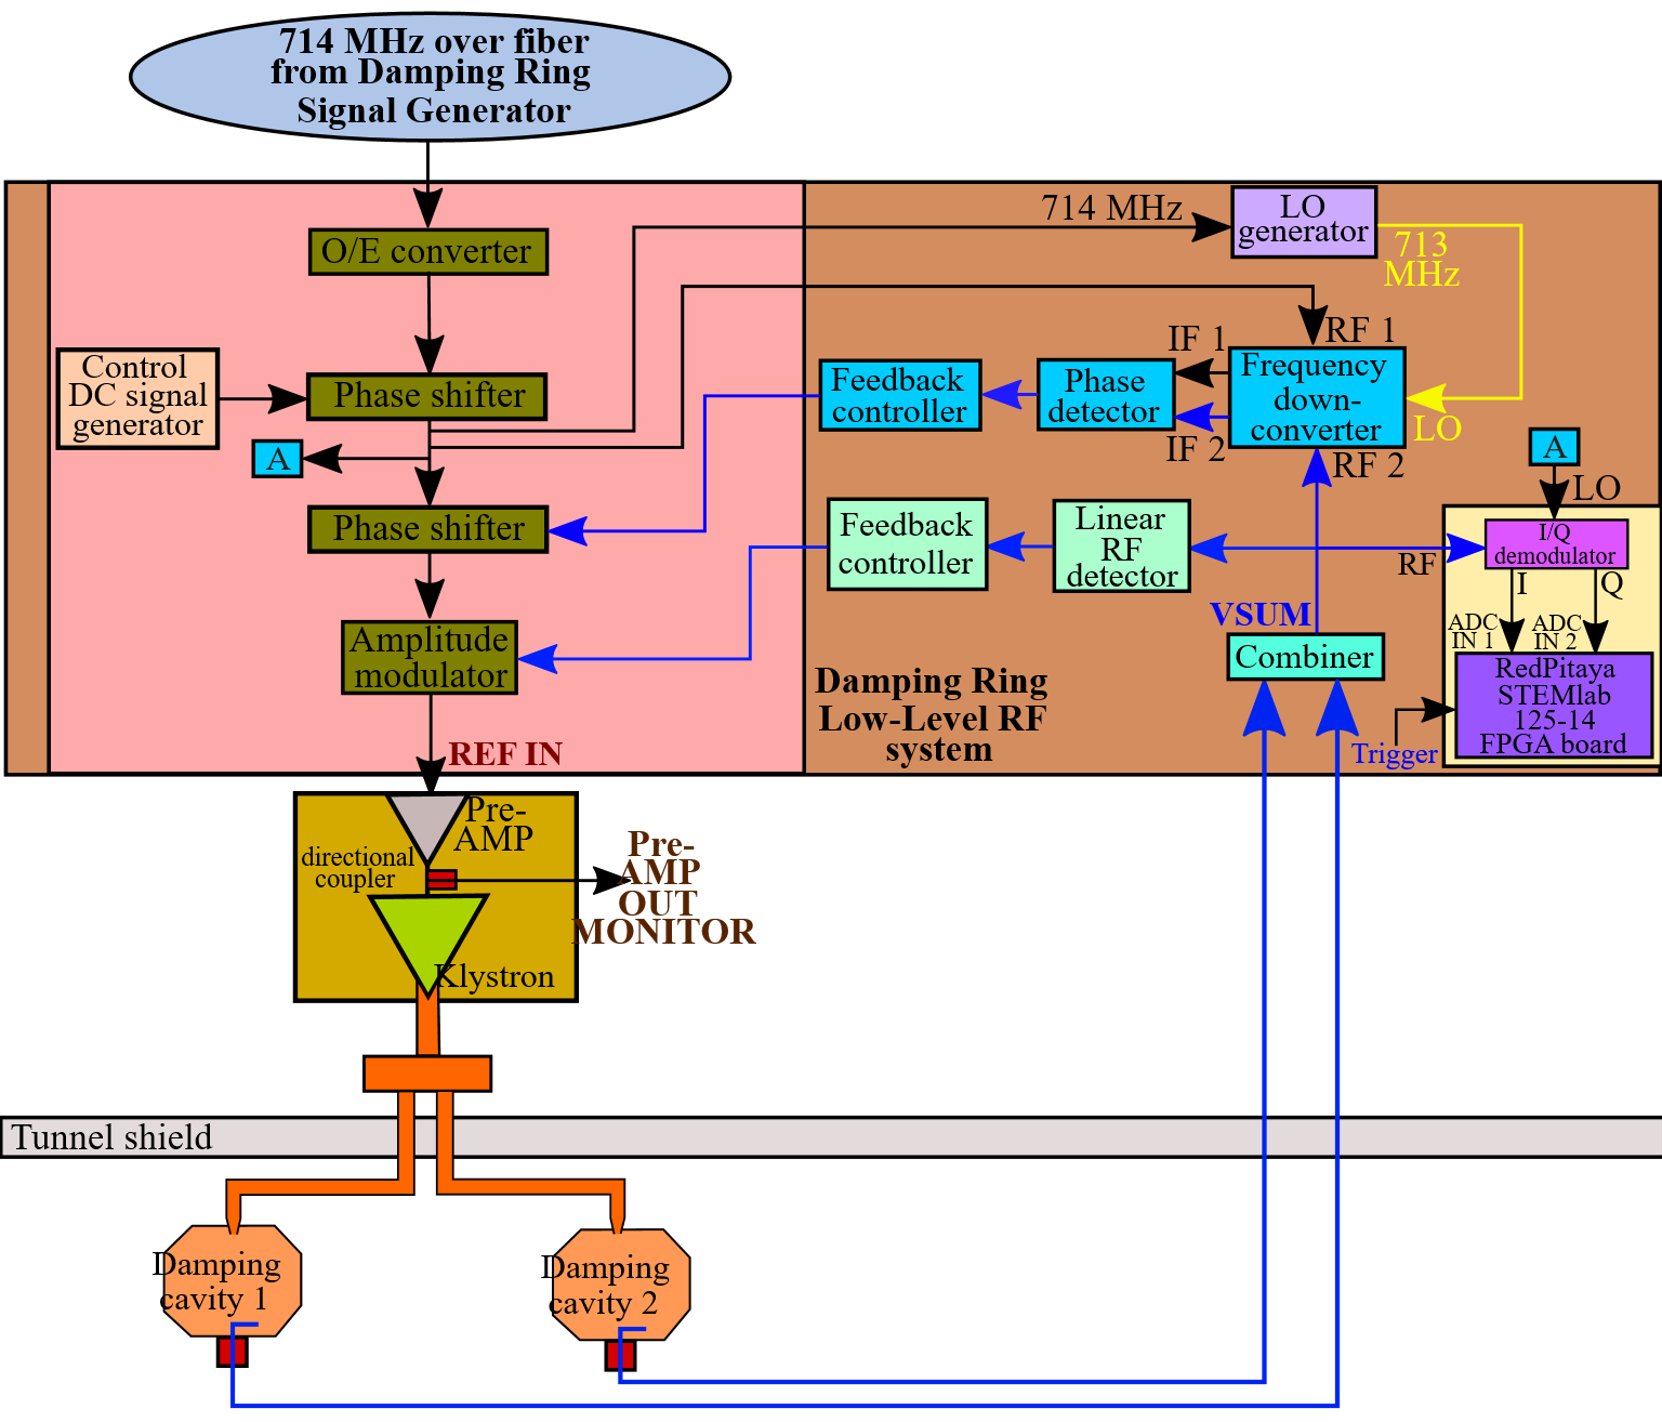 714 MHz over fiber
from Damping Ring
Signal Generator
O/E converter
714 MHz
LO
generator
713
MHz
Control
DC signal
generator
Phase shifter
A
Feedback
controller
Phase
detector
IF 1
IF 2
RF 1
Frequency
down-
converter
RF 2
LO
A
LO
Phase shifter
Feedback
controller
Linear
RF
detector
RF
I/Q
demodulator
I
Q
ADC
IN 1
ADC
IN 2
VSUM
Combiner
Amplitude
modulator
RedPitaya
STEMlab
125-14
FPGA board
Trigger
Damping Ring
Low-Level RF
system
REF IN
Pre-
AMP
directional
coupler
Pre-
AMP
OUT
MONITOR
Klystron
Tunnel shield
Damping
cavity 1
Damping
cavity 2